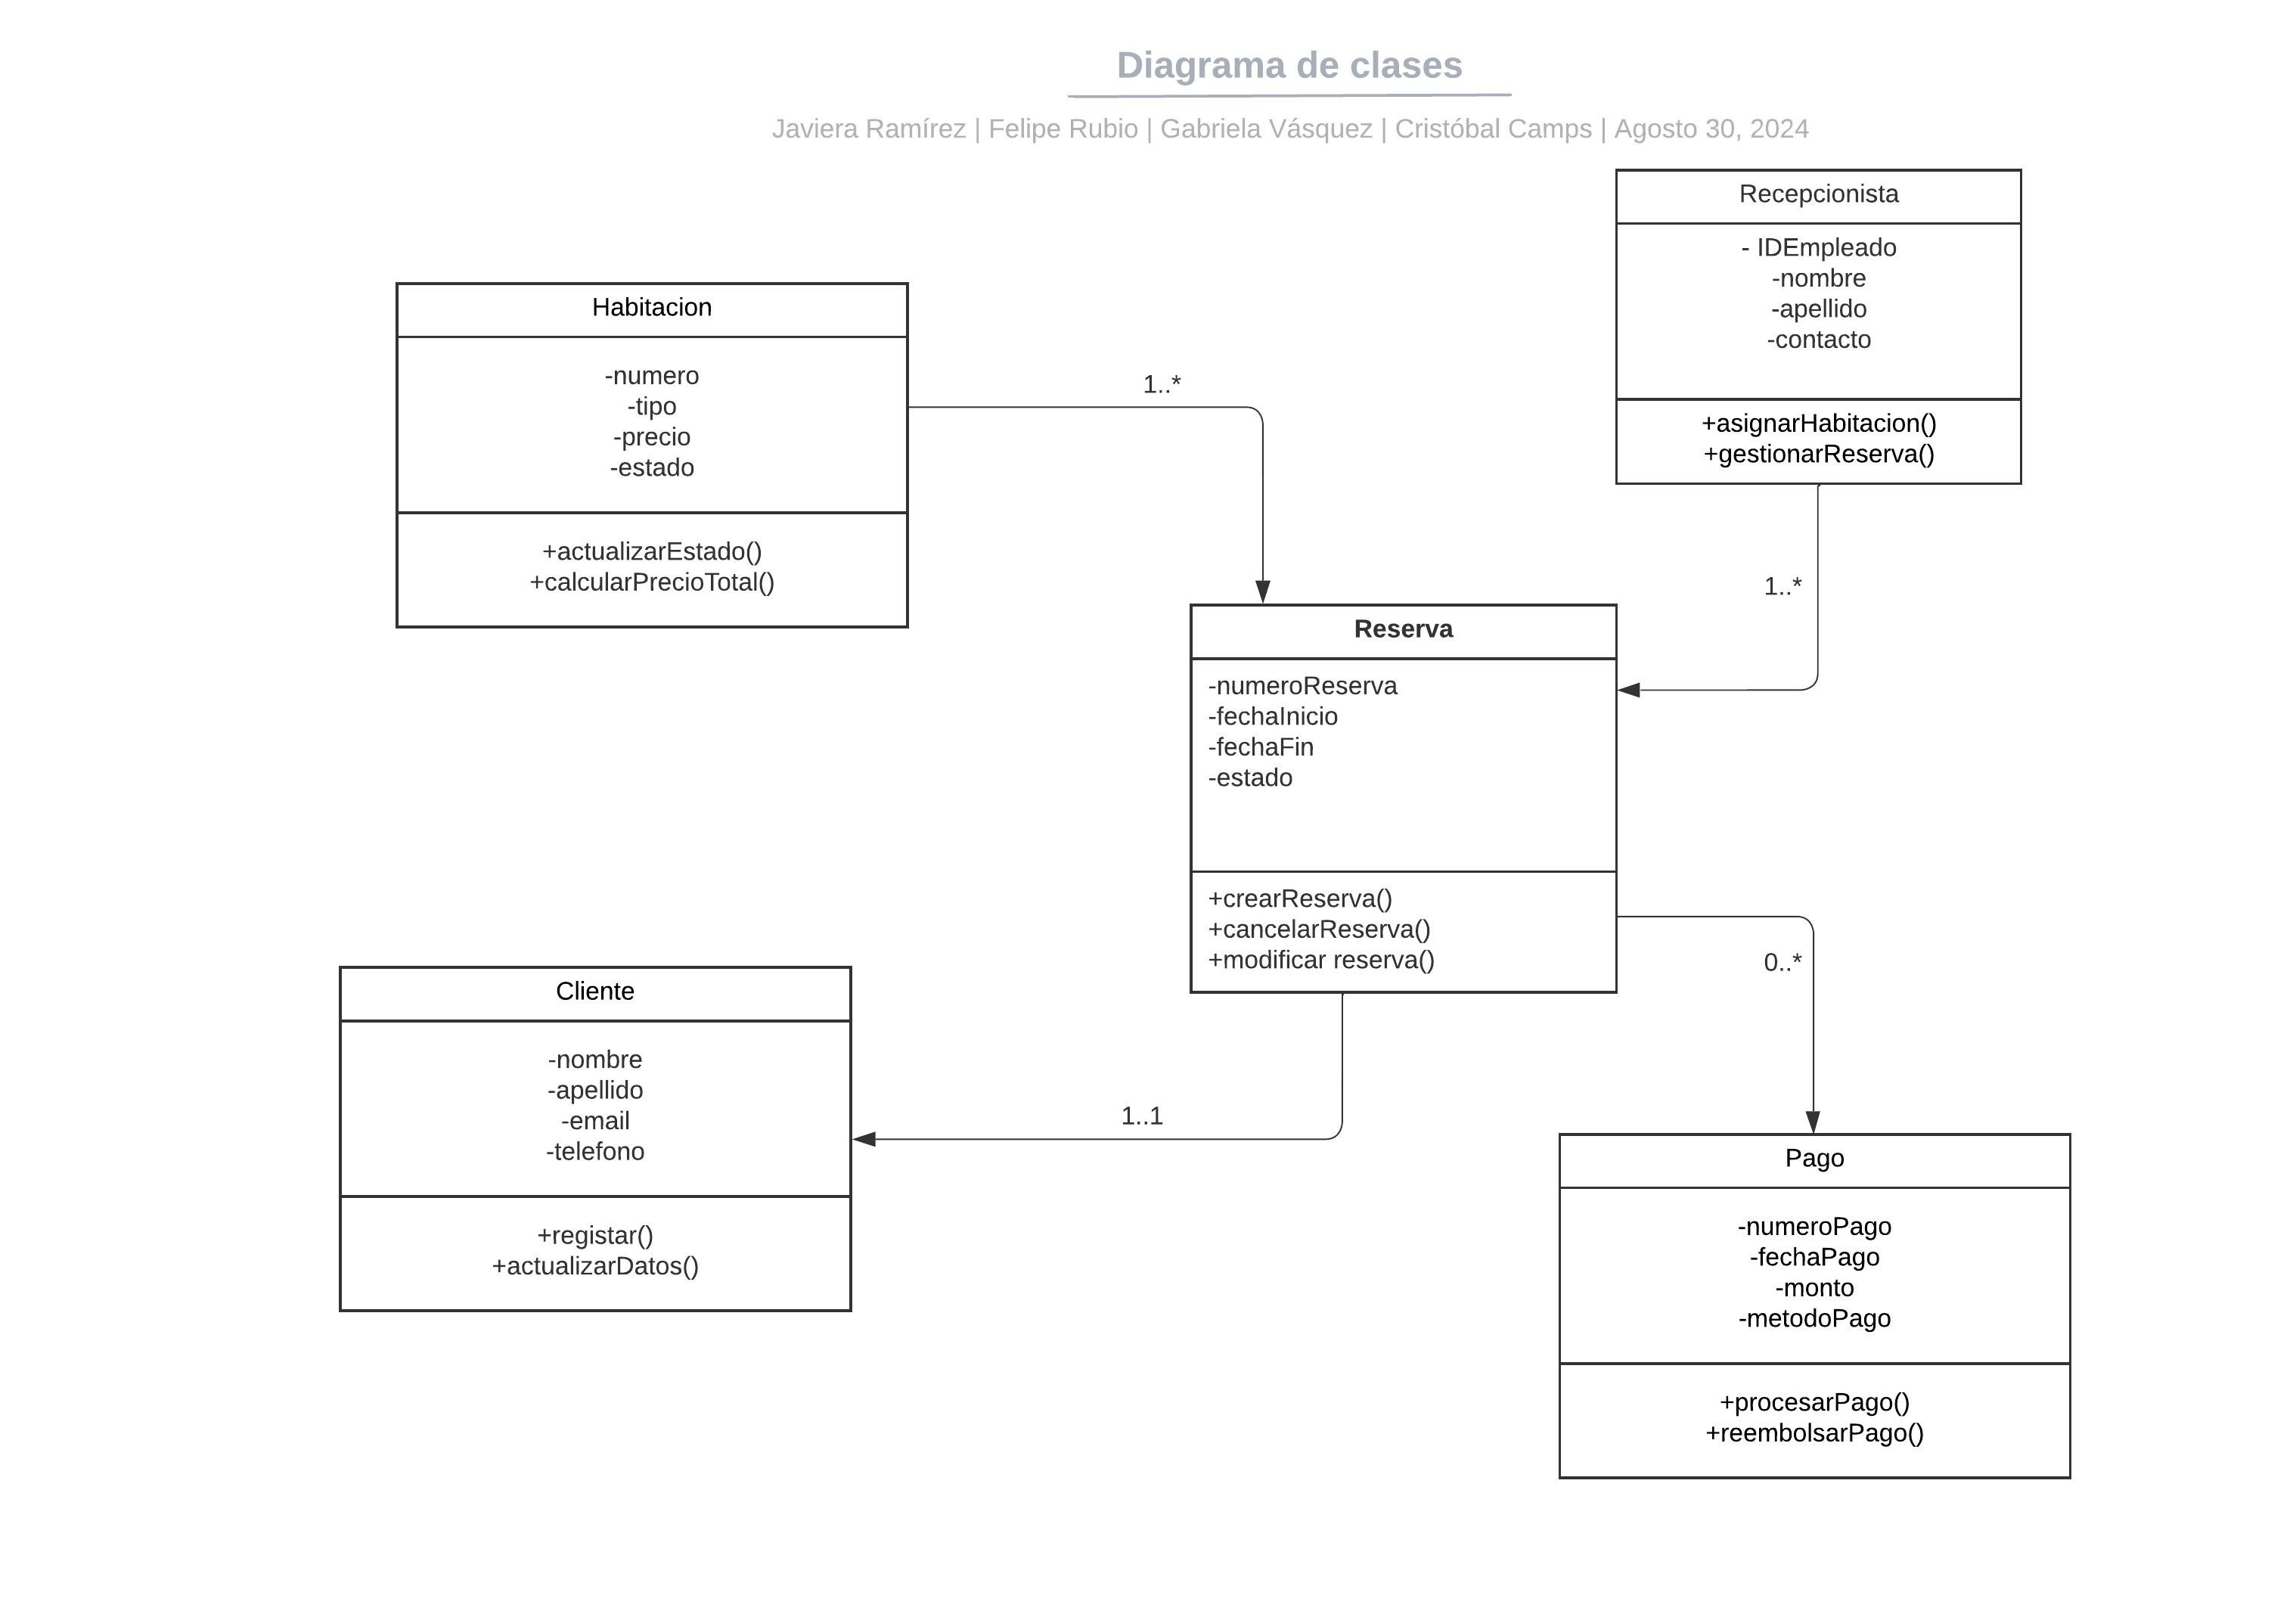 Diagrama de clases
Javiera Ramírez | Felipe Rubio | Gabriela Vásquez | Cristóbal Camps | Agosto 30, 2024
Recepcionista
- IDEmpleado
-nombre
-apellido
-contacto
+asignarHabitacion()
+gestionarReserva()
Habitacion
-numero
-tipo
-precio
-estado
+actualizarEstado()
+calcularPrecioTotal()
1..*
1..*
Reserva
-numeroReserva
-fechaInicio
-fechaFin
-estado
+crearReserva()
+cancelarReserva()
+modificar reserva()
0..*
Cliente
-nombre
-apellido
-email
-telefono
+registar()
+actualizarDatos()
1..1
Pago
-numeroPago
-fechaPago
-monto
-metodoPago
+procesarPago()
+reembolsarPago()